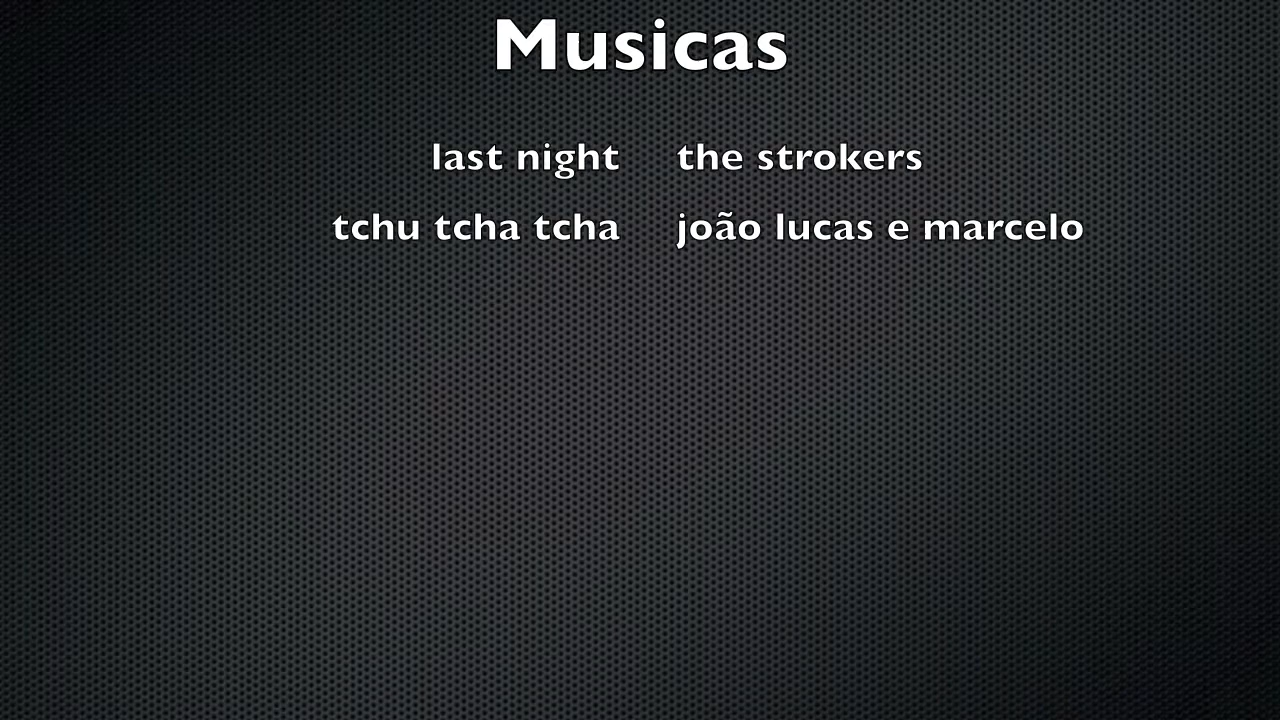 Musicas
last night the strokers
tchu tcha tcha joão lucas e marcelo